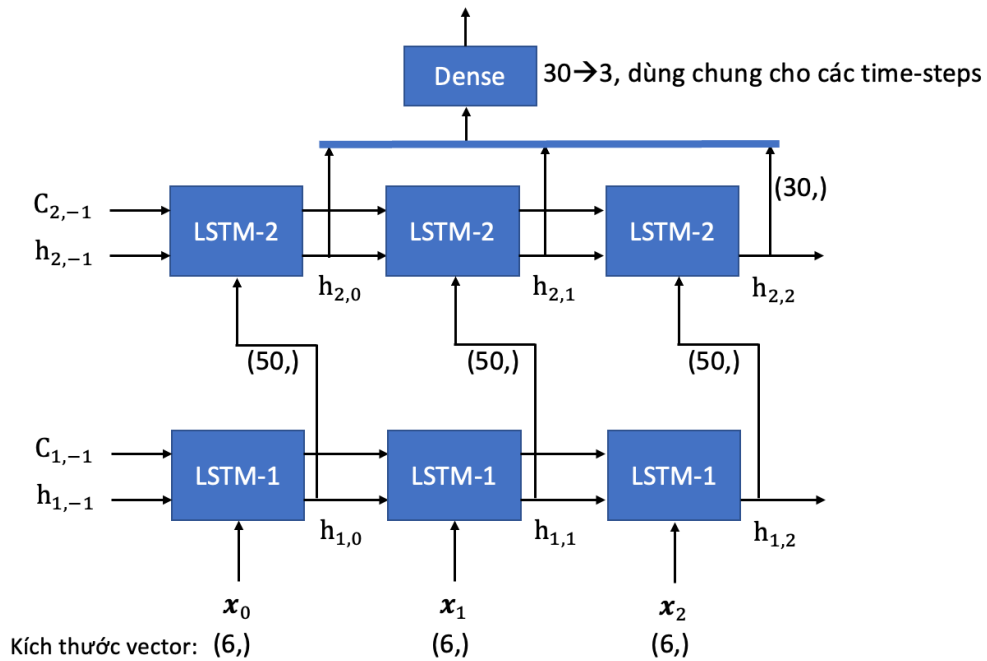 Dense 30→3, dùng chung cho các time-steps
(30,)
C₂,₋₁
LSTM-2 LSTM-2 LSTM-2
h₂,₋₁
h₂,₀ h₂,₁ h₂,₂
(50,) (50,) (50,)
C₁,₋₁
LSTM-1 LSTM-1 LSTM-1
h₁,₋₁
h₁,₀ h₁,₁ h₁,₂
x₀ x₁ x₂
Kích thước vector: (6,) (6,) (6,)